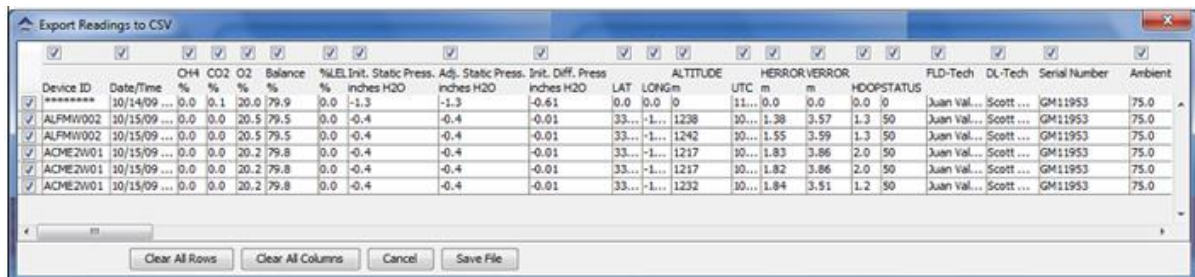 Export Readings to CSV
CH4 CO2 O2 Balance %LEL Init. Static Press. Adj. Static Press. Init. Diff. Press ALTITUDE HERROR VERROR FLD-Tech DL-Tech Serial Number Ambient
Device ID Date/Time % % % % % inches H2O inches H2O inches H2O LAT LONG m UTC m m HDOP STATUS
******** 10/14/09 ... 0.0 0.1 20.0 79.9 0.0 -1.3 -1.3 -0.61 0.0 0.0 0 11... 0.0 0.0 0.0 0 Juan Val... Scott ... GM11953 75.0
ALFMW002 10/15/09 ... 0.0 0.0 20.5 79.5 0.0 -0.4 -0.4 -0.01 33... -1... 1238 10... 1.38 3.57 1.3 50 Juan Val... Scott ... GM11953 75.0
ALFMW002 10/15/09 ... 0.0 0.0 20.5 79.5 0.0 -0.4 -0.4 -0.01 33... -1... 1242 10... 1.55 3.59 1.3 50 Juan Val... Scott ... GM11953 75.0
ACME2W01 10/15/09 ... 0.0 0.0 20.2 79.8 0.0 -0.4 -0.4 -0.01 33... -1... 1217 10... 1.83 3.86 2.0 50 Juan Val... Scott ... GM11953 75.0
ACME2W01 10/15/09 ... 0.0 0.0 20.2 79.8 0.0 -0.4 -0.4 -0.01 33... -1... 1217 10... 1.82 3.86 2.0 50 Juan Val... Scott ... GM11953 75.0
ACME2W01 10/15/09 ... 0.0 0.0 20.2 79.8 0.0 -0.4 -0.4 -0.01 33... -1... 1232 10... 1.84 3.51 1.2 50 Juan Val... Scott ... GM11953 75.0
Clear All Rows Clear All Columns Cancel Save File